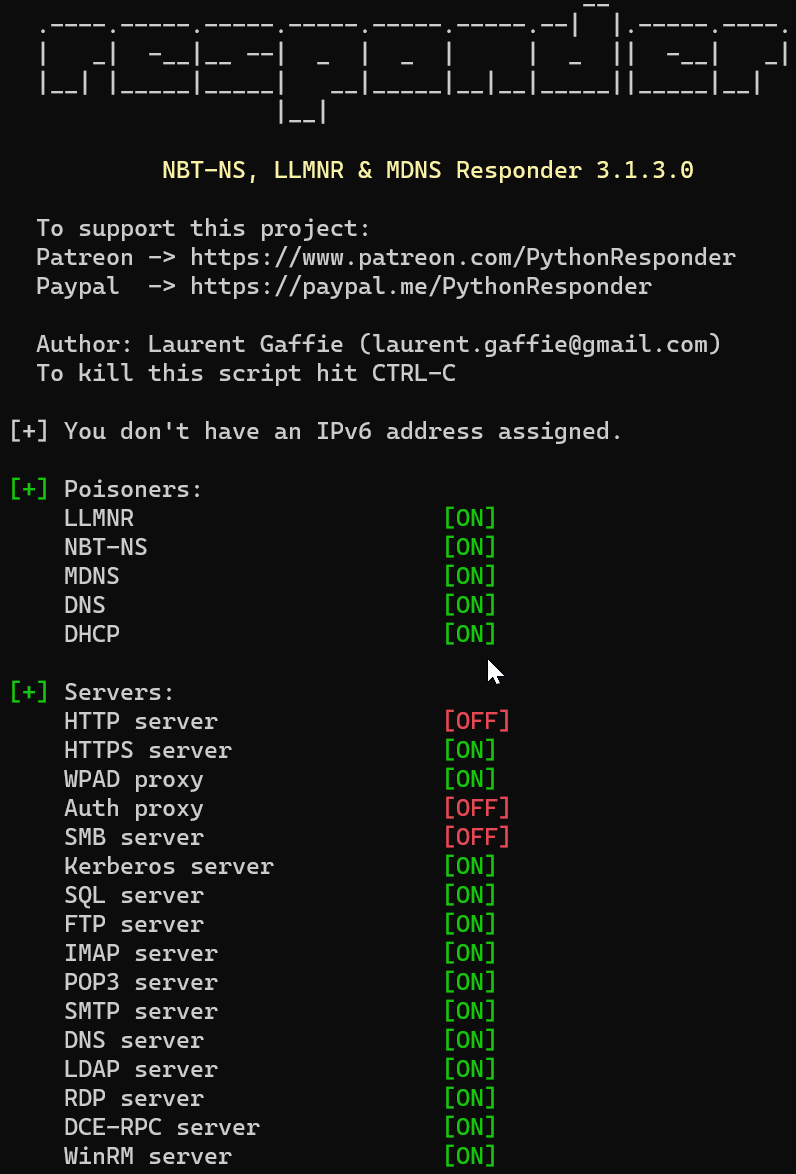 NBT-NS, LLMNR & MDNS Responder 3.1.3.0
To support this project:
Patreon -> https://www.patreon.com/PythonResponder
Paypal  -> https://paypal.me/PythonResponder
Author: Laurent Gaffie (laurent.gaffie@gmail.com)
To kill this script hit CTRL-C
[+] You don't have an IPv6 address assigned.
[+] Poisoners:
LLMNR [ON]
NBT-NS [ON]
MDNS [ON]
DNS [ON]
DHCP [ON]
[+] Servers:
HTTP server [OFF]
HTTPS server [ON]
WPAD proxy [ON]
Auth proxy [OFF]
SMB server [OFF]
Kerberos server [ON]
SQL server [ON]
FTP server [ON]
IMAP server [ON]
POP3 server [ON]
SMTP server [ON]
DNS server [ON]
LDAP server [ON]
RDP server [ON]
DCE-RPC server [ON]
WinRM server [ON]